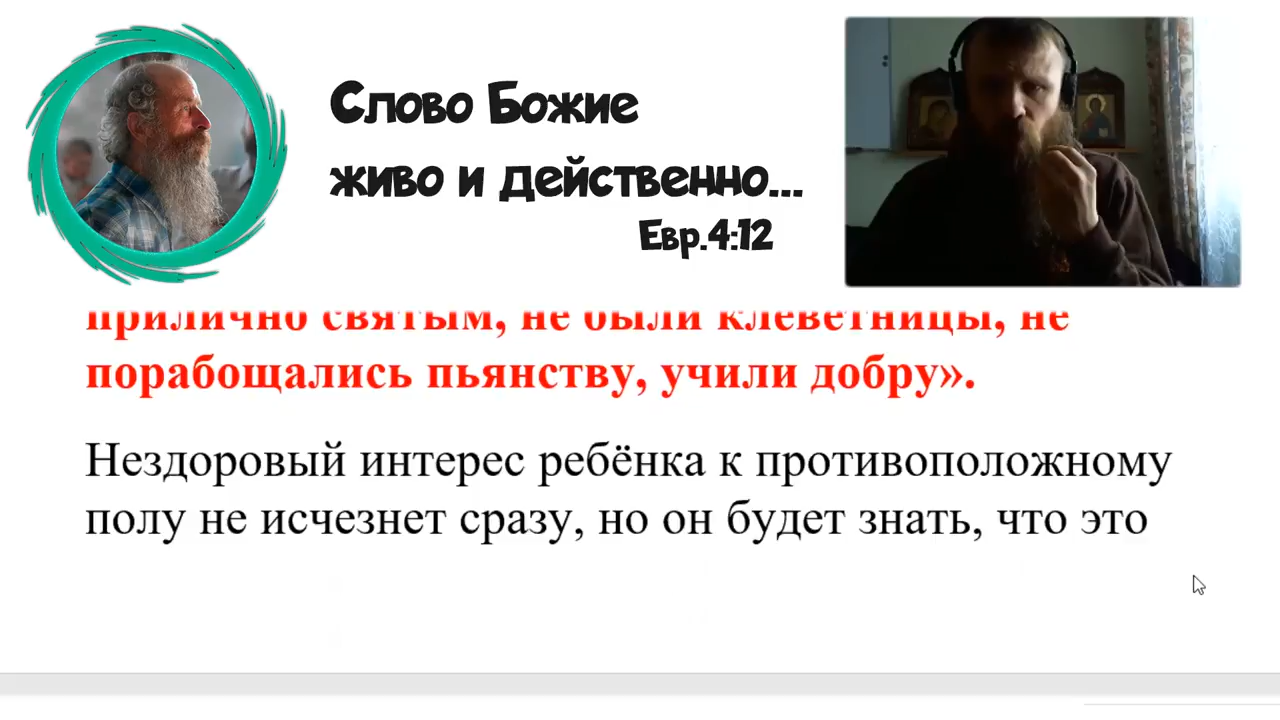 Слово Божие
живо и действенно...
Евр.4:12
прилично святым, не были клеветницы, не
порабощались пьянству, учили добру».
Нездоровый интерес ребёнка к противоположному
полу не исчезнет сразу, но он будет знать, что это